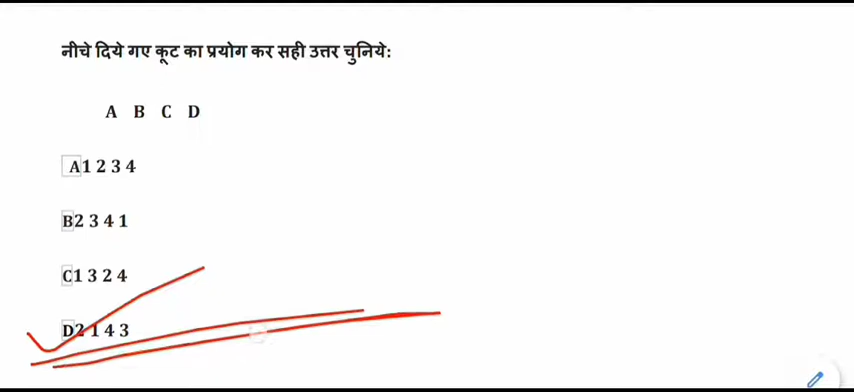 नीचे दिये गए कूट का प्रयोग कर सही उत्तर चुनिये:
A B C D
A1 2 3 4
B2 3 4 1
C1 3 2 4
D2 1 4 3